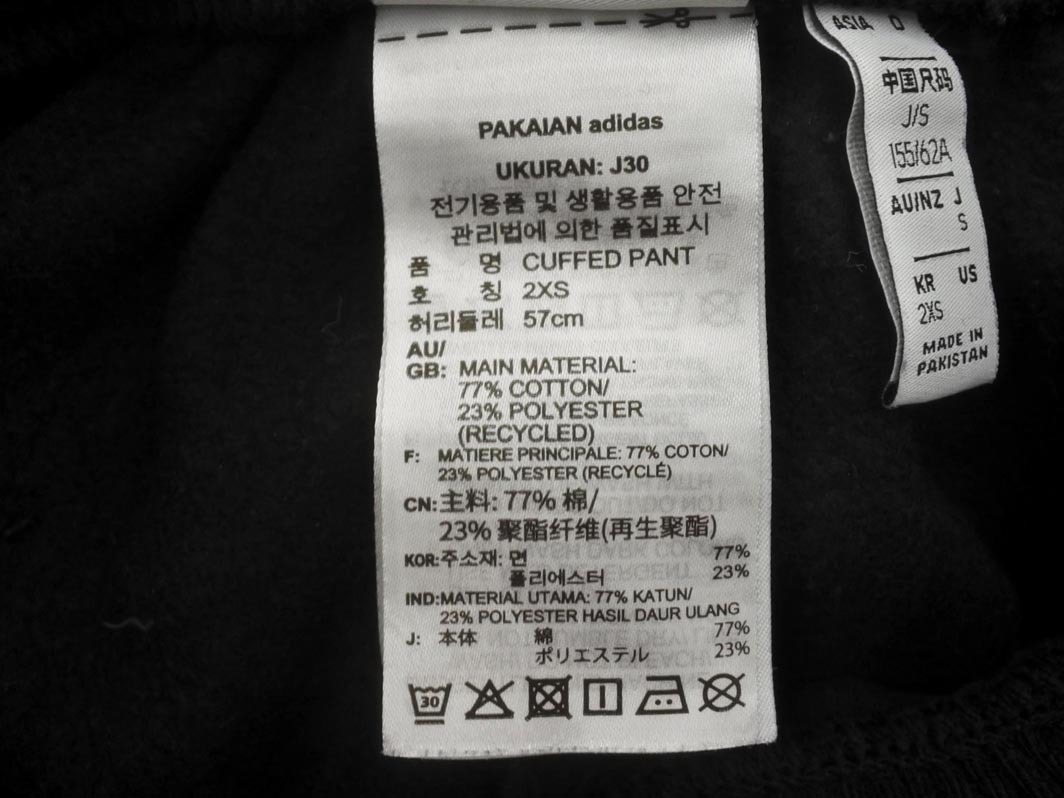 PAKAIAN adidas
UKURAN: J30
전기용품 및 생활용품 안전
관리법에 의한 품질표시
품 명 CUFFED PANT
호 칭 2XS
허리둘레 57cm
AU/
GB: MAIN MATERIAL:
77% COTTON/
23% POLYESTER
(RECYCLED)
F: MATIERE PRINCIPALE: 77% COTON/
23% POLYESTER (RECYCLÉ)
CN:主料: 77% 棉/
23% 聚酯纤维(再生聚酯)
KOR:주소재: 면 77%
폴리에스터 23%
IND:MATERIAL UTAMA: 77% KATUN/
23% POLYESTER HASIL DAUR ULANG
J: 本体 綿 77%
ポリエステル 23%
30
ASIA O
中国尺码
J/S
155/62A
AU/NZ J
S
KR US
2XS
MADE IN
PAKISTAN